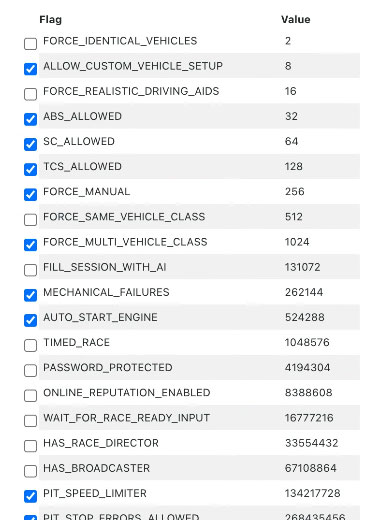 Flag Value
FORCE_IDENTICAL_VEHICLES 2
ALLOW_CUSTOM_VEHICLE_SETUP 8
FORCE_REALISTIC_DRIVING_AIDS 16
ABS_ALLOWED 32
SC_ALLOWED 64
TCS_ALLOWED 128
FORCE_MANUAL 256
FORCE_SAME_VEHICLE_CLASS 512
FORCE_MULTI_VEHICLE_CLASS 1024
FILL_SESSION_WITH_AI 131072
MECHANICAL_FAILURES 262144
AUTO_START_ENGINE 524288
TIMED_RACE 1048576
PASSWORD_PROTECTED 4194304
ONLINE_REPUTATION_ENABLED 8388608
WAIT_FOR_RACE_READY_INPUT 16777216
HAS_RACE_DIRECTOR 33554432
HAS_BROADCASTER 67108864
PIT_SPEED_LIMITER 134217728
PIT_STOP_ERRORS_ALLOWED 268435456